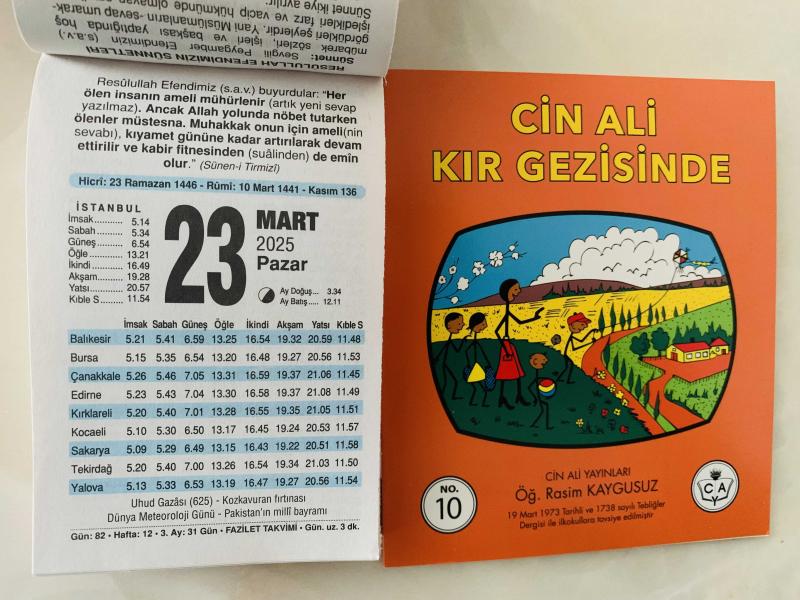 RESÛLULLAH EFENDİMİZİN SÜNNETLERİ
Sünnet: Sevgili Peygamber Efendimizin (s.a.v.)
mübarek sözleri, işleri ve başkası yaptığında hoş
gördükleri şeylerdir. Yani Müslümanların sevap umarak
işledikleri farz ve vacip hükmünde olmayan
Sünnet ikiye ayrılır
Resûlullah Efendimiz (s.a.v.) buyurdular: “Her
ölen insanın ameli mühürlenir (artık yeni sevap
yazılmaz). Ancak Allah yolunda nöbet tutarken
ölenler müstesna. Muhakkak onun için ameli(nin
sevabı), kıyamet gününe kadar artırılarak devam
ettirilir ve kabir fitnesinden (suâlinden) de emîn
olur.” (Sünen-i Tirmizî)
Hicrî: 23 Ramazan 1446 - Rûmî: 10 Mart 1441 - Kasım 136
İSTANBUL
İmsak........... 5.14
Sabah .......... 5.34
Güneş.......... 6.54
Öğle............ 13.21
İkindi........... 16.49
Akşam......... 19.28
Yatsı............ 20.57
Kıble S......... 11.54
23
MART
2025
Pazar
Ay Doğuş... 3.34
Ay Batış..... 12.11
İmsak Sabah Güneş Öğle İkindi Akşam Yatsı Kıble S
Balıkesir 5.21 5.41 6.59 13.25 16.54 19.32 20.59 11.48
Bursa 5.15 5.35 6.54 13.20 16.48 19.27 20.56 11.53
Çanakkale 5.26 5.46 7.05 13.31 16.59 19.37 21.06 11.45
Edirne 5.23 5.43 7.04 13.30 16.58 19.37 21.08 11.49
Kırklareli 5.20 5.40 7.01 13.28 16.55 19.35 21.05 11.51
Kocaeli 5.10 5.30 6.50 13.17 16.45 19.24 20.53 11.57
Sakarya 5.09 5.29 6.49 13.15 16.43 19.22 20.51 11.58
Tekirdağ 5.20 5.40 7.00 13.26 16.54 19.34 21.03 11.50
Yalova 5.13 5.33 6.53 13.19 16.47 19.27 20.56 11.54
Uhud Gazâsı (625) - Kozkavuran fırtınası
Dünya Meteoroloji Günü - Pakistan'ın millî bayramı
Gün: 82 • Hafta: 12 • 3. Ay: 31 Gün • FAZİLET TAKVİMİ • Gün. uz. 3 dk.
CİN ALİ
KIR GEZİSİNDE
CİN ALİ YAYINLARI
Öğ. Rasim KAYGUSUZ
19 Mart 1973 Tarihli ve 1738 sayılı Tebliğler
Dergisi ile ilkokullara tavsiye edilmiştir
NO.
10
C A
Y